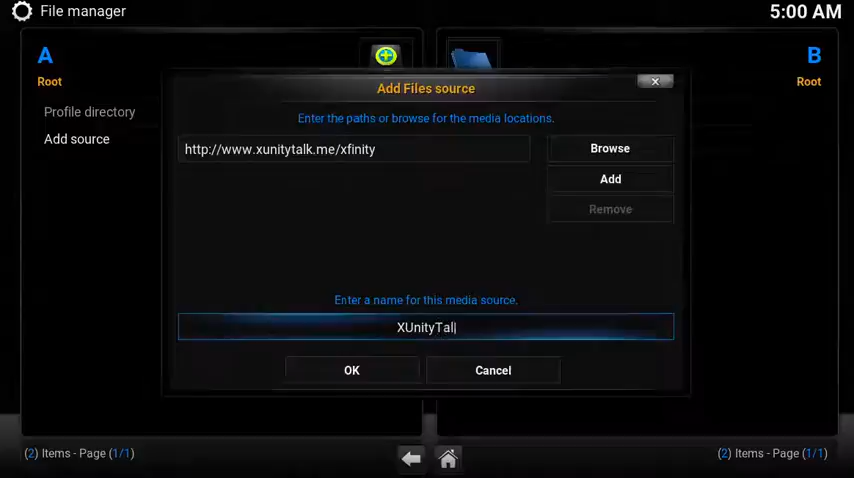 File manager
5:00 AM
A
B
Root
Root
Profile directory
Add source
Add Files source
Enter the paths or browse for the media locations.
http://www.xunitytalk.me/xfinity
Browse
Add
Remove
Enter a name for this media source.
XUnityTal
OK
Cancel
(2) Items - Page (1/1)
(2) Items - Page (1/1)